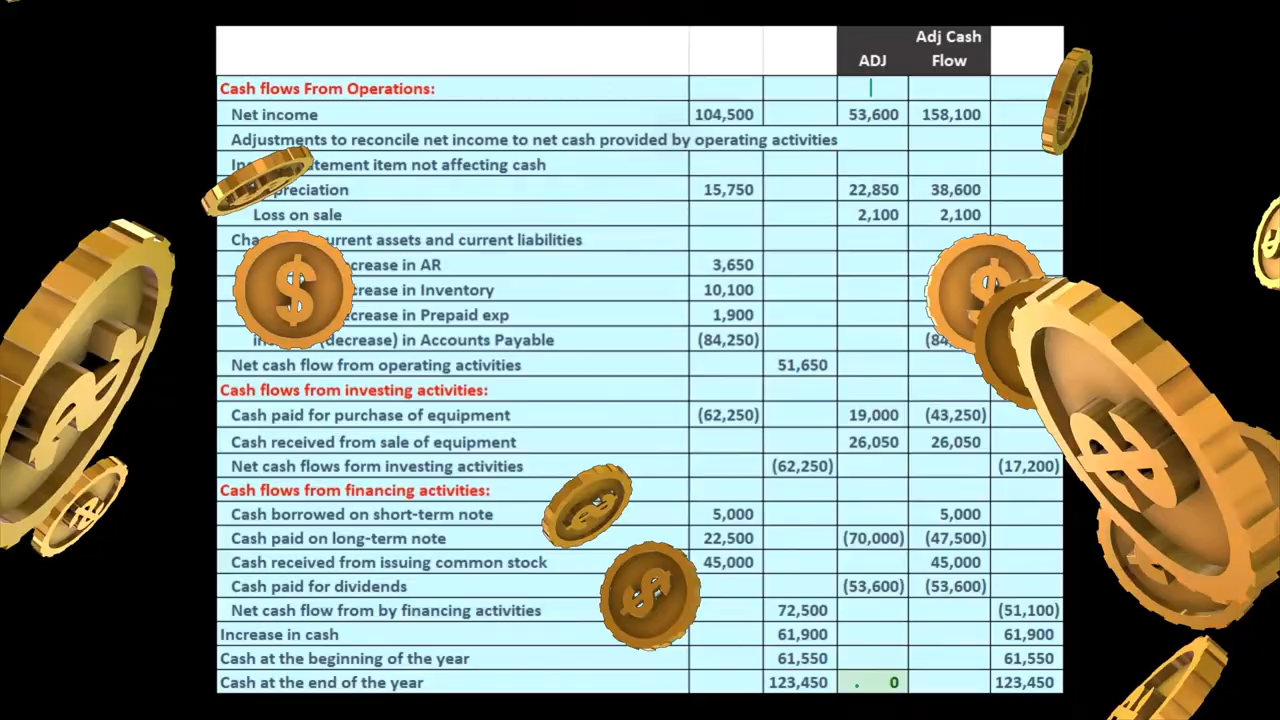 Adj Cash
ADJ Flow
Cash flows From Operations:
Net income 104,500 53,600 158,100
Adjustments to reconcile net income to net cash provided by operating activities
item not affecting cash
15,750 22,850 38,600
Loss on sale 2,100 2,100
assets and current liabilities
in AR 3,650
in Inventory 10,100
in Prepaid exp 1,900
(decrease) in Accounts Payable (84,250)
Net cash flow from operating activities 51,650
Cash flows from investing activities:
Cash paid for purchase of equipment (62,250) 19,000 (43,250)
Cash received from sale of equipment 26,050 26,050
Net cash flows form investing activities (62,250) (17,200)
Cash flows from financing activities:
Cash borrowed on short-term note 5,000 5,000
Cash paid on long-term note 22,500 (70,000) (47,500)
Cash received from issuing common stock 45,000 45,000
Cash paid for dividends (53,600) (53,600)
Net cash flow from by financing activities 72,500 (51,100)
Increase in cash 61,900 61,900
Cash at the beginning of the year 61,550 61,550
Cash at the end of the year 123,450 . 0 123,450